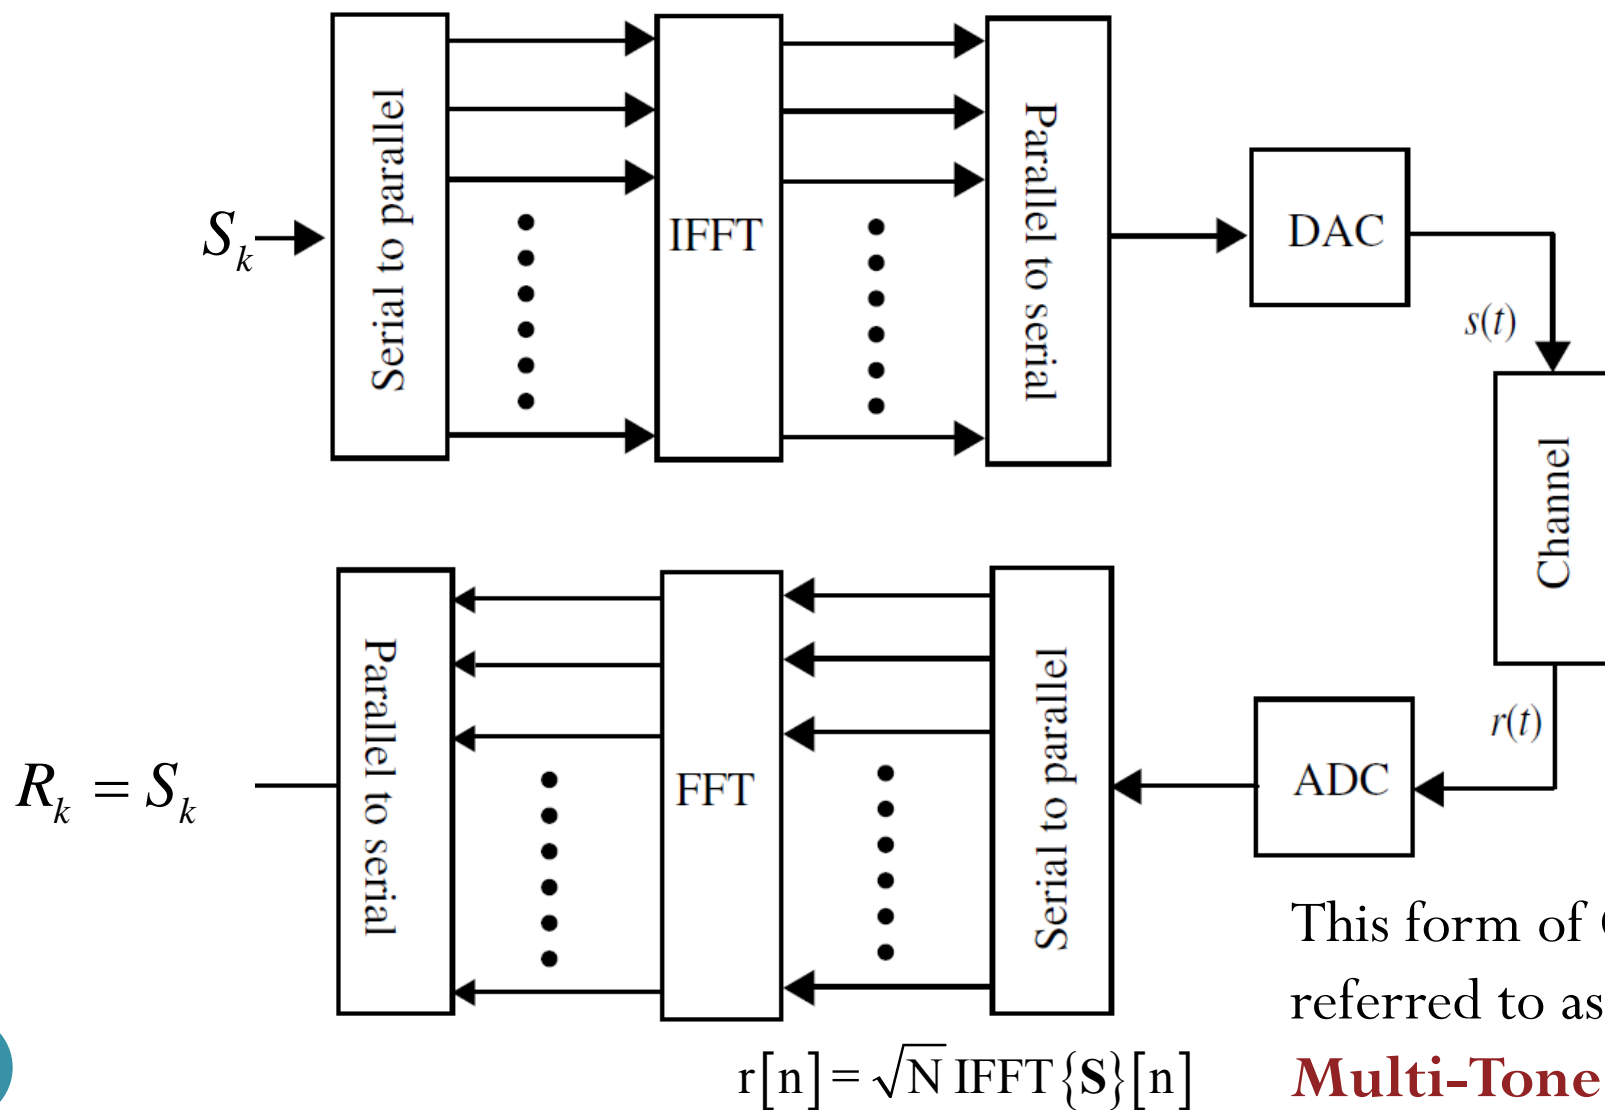 S_k
Serial to parallel
IFFT
Parallel to serial
DAC
s(t)
Channel
r(t)
ADC
Serial to parallel
FFT
Parallel to serial
R_k = S_k
r[n] = √N IFFT{S}[n]
This form of
referred to as
Multi-Tone